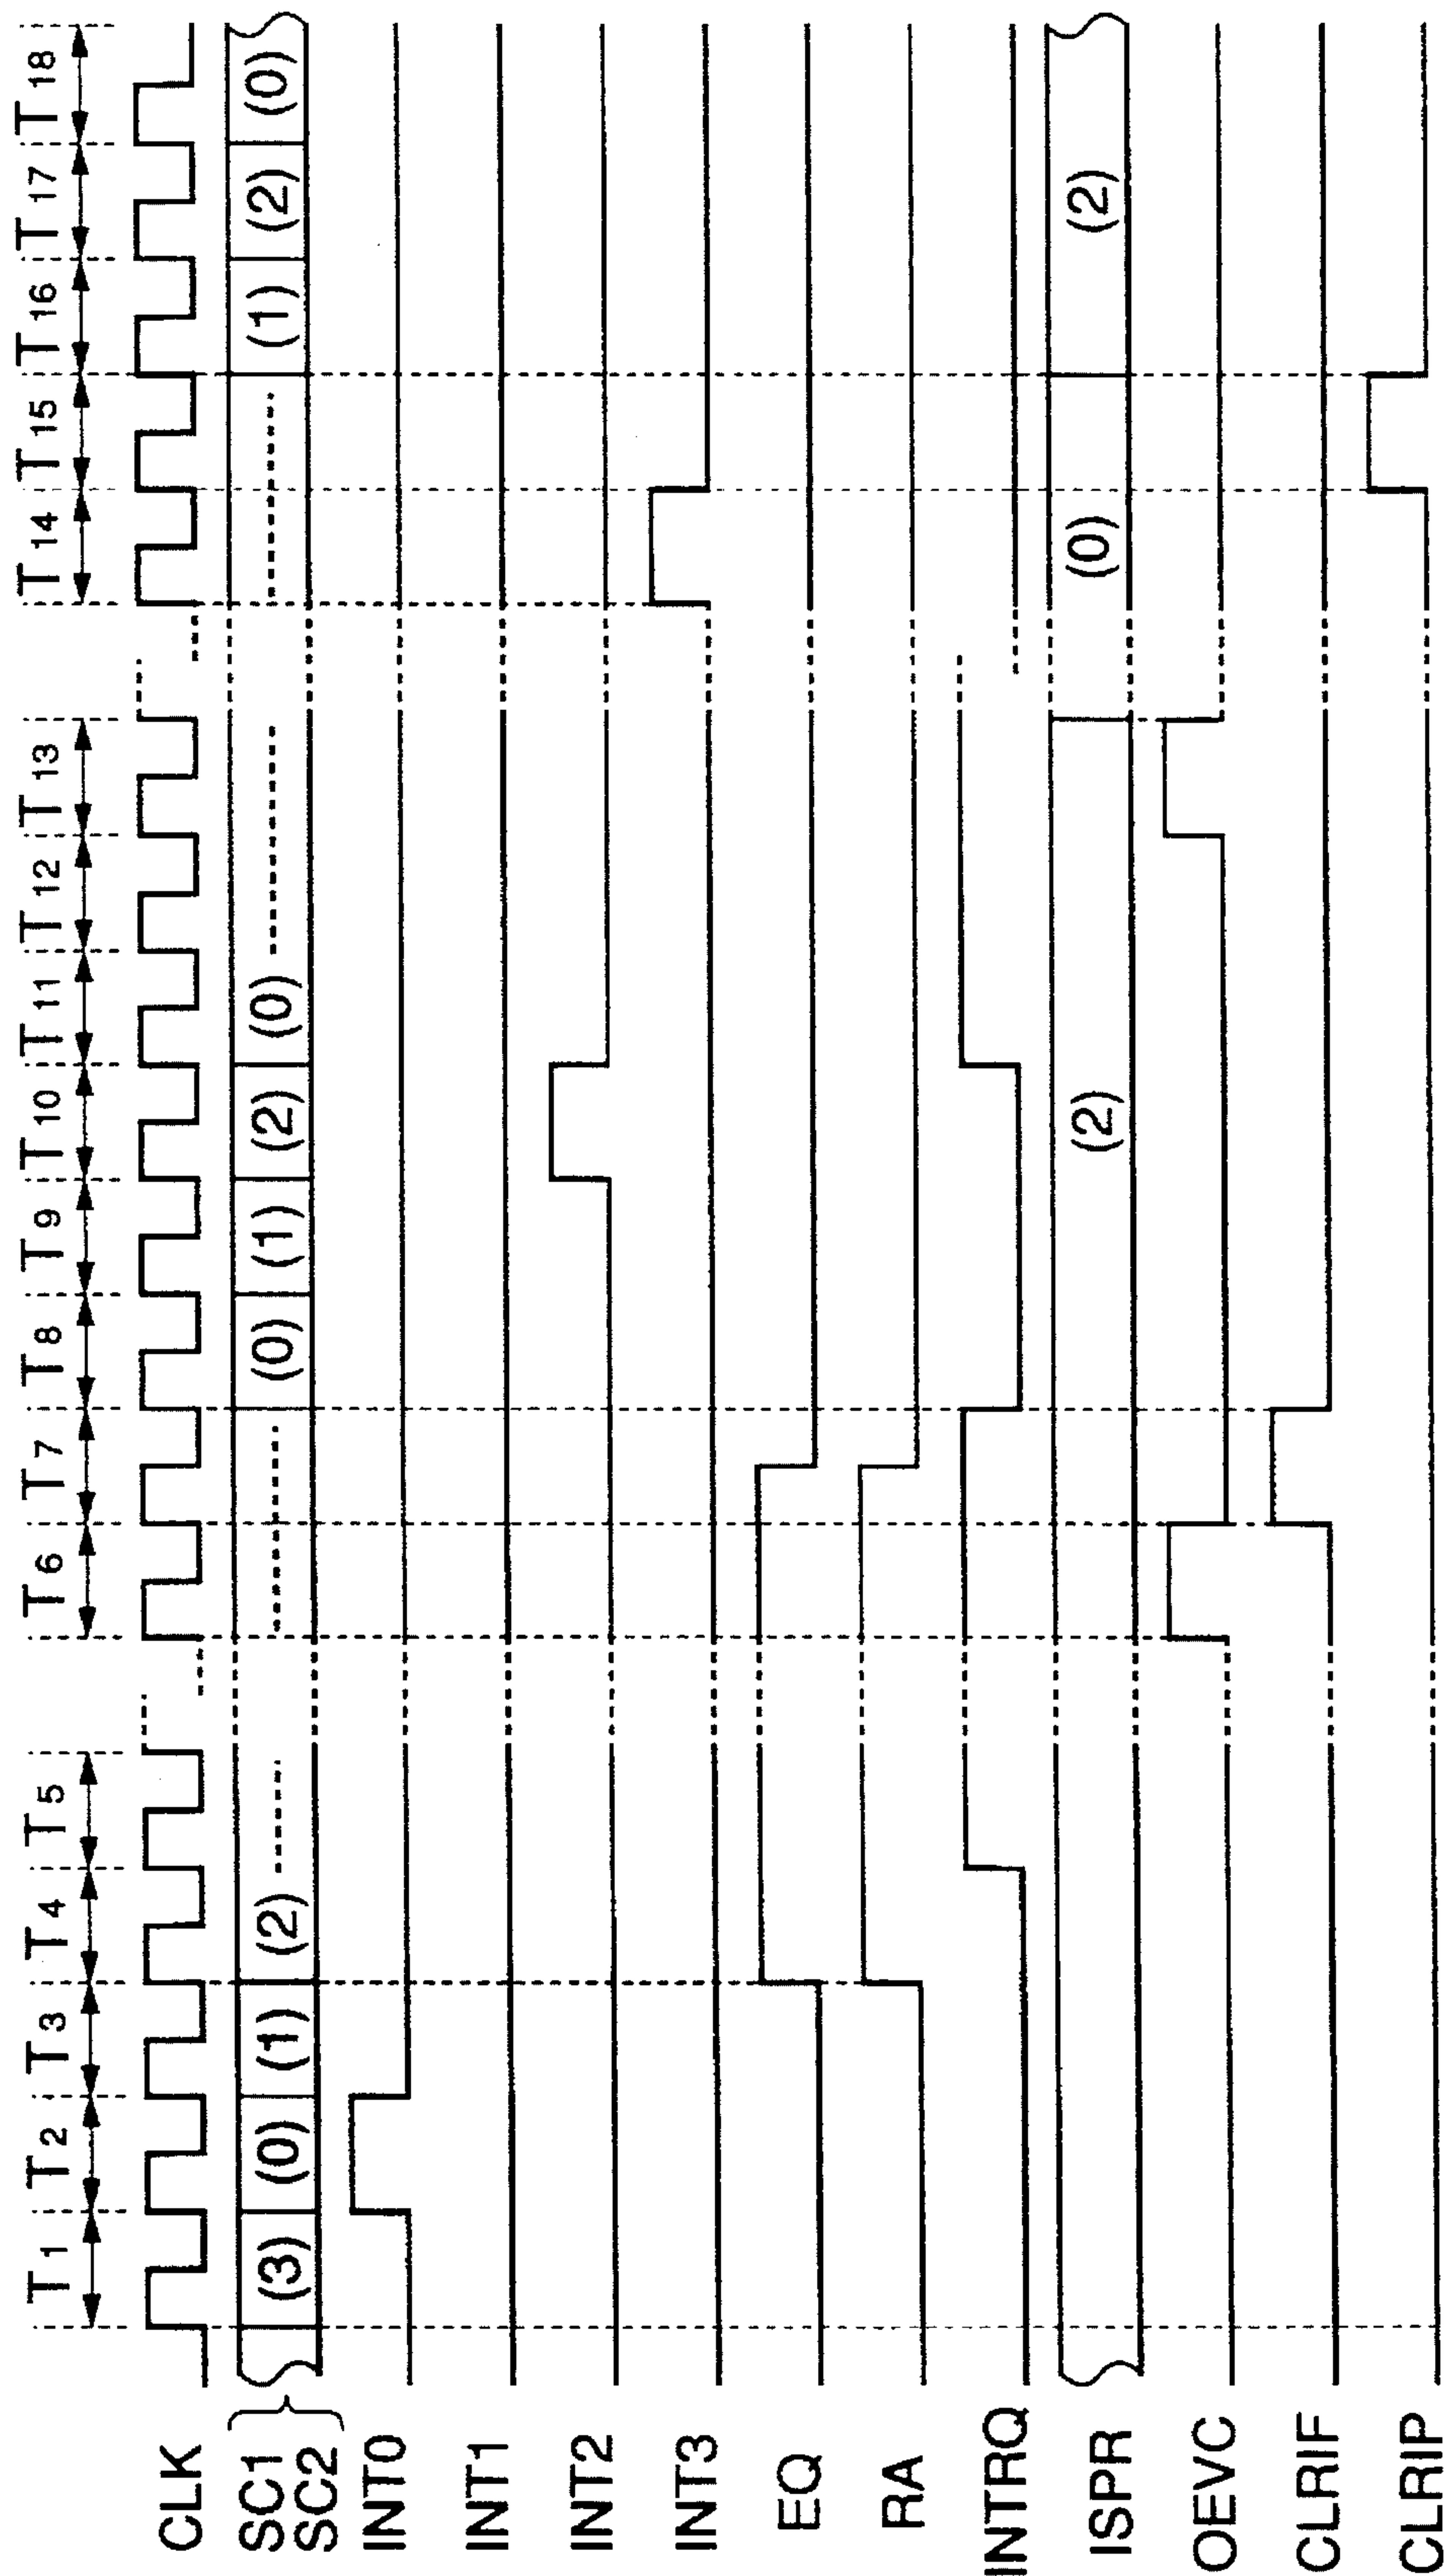 T1 T2 T3 T4 T5 T6 T7 T8 T9 T10 T11 T12 T13 T14 T15 T16 T17 T18
CLK
SC1 (3) (0) (1) (2) (0) (1) (2) (0) (1) (2) (0)
SC2
INT0
INT1
INT2
INT3
EQ
RA
INTRQ
ISPR (2) (0) (2)
OEVC
CLRIF
CLRIP